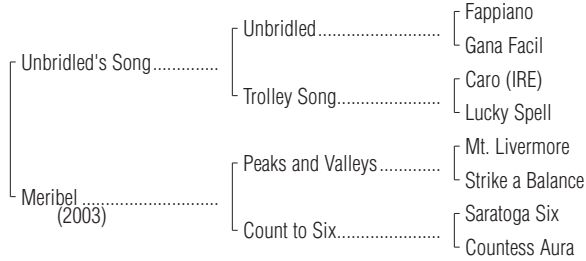 Fappiano
Unbridled
Gana Facil
Unbridled's Song
Caro (IRE)
Trolley Song
Lucky Spell
Mt. Livermore
Peaks and Valleys
Strike a Balance
Meribel
(2003)
Saratoga Six
Count to Six
Countess Aura